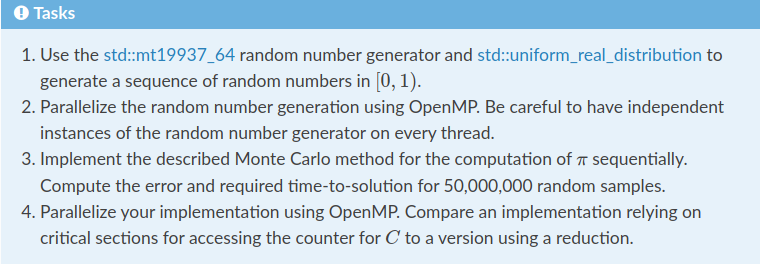 Tasks
1. Use the std::mt19937_64 random number generator and std::uniform_real_distribution to
generate a sequence of random numbers in [0, 1).
2. Parallelize the random number generation using OpenMP. Be careful to have independent
instances of the random number generator on every thread.
3. Implement the described Monte Carlo method for the computation of π sequentially.
Compute the error and required time-to-solution for 50,000,000 random samples.
4. Parallelize your implementation using OpenMP. Compare an implementation relying on
critical sections for accessing the counter for C to a version using a reduction.